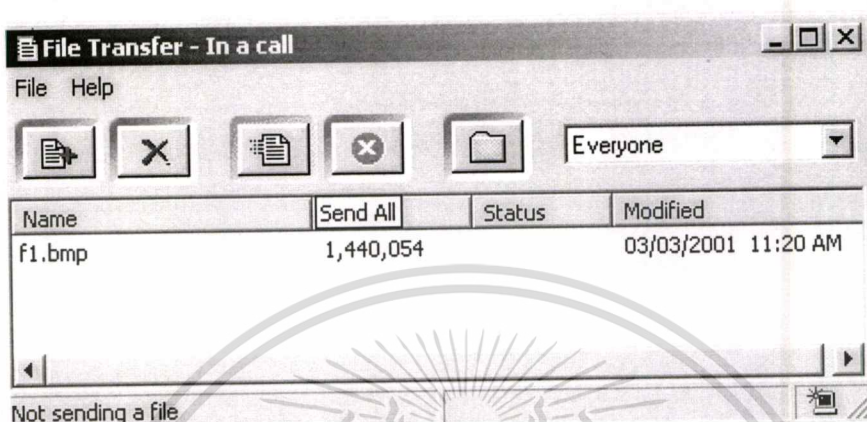 File Transfer - In a call
File Help
Everyone
Name Send All Status Modified
f1.bmp 1,440,054 03/03/2001 11:20 AM
Not sending a file